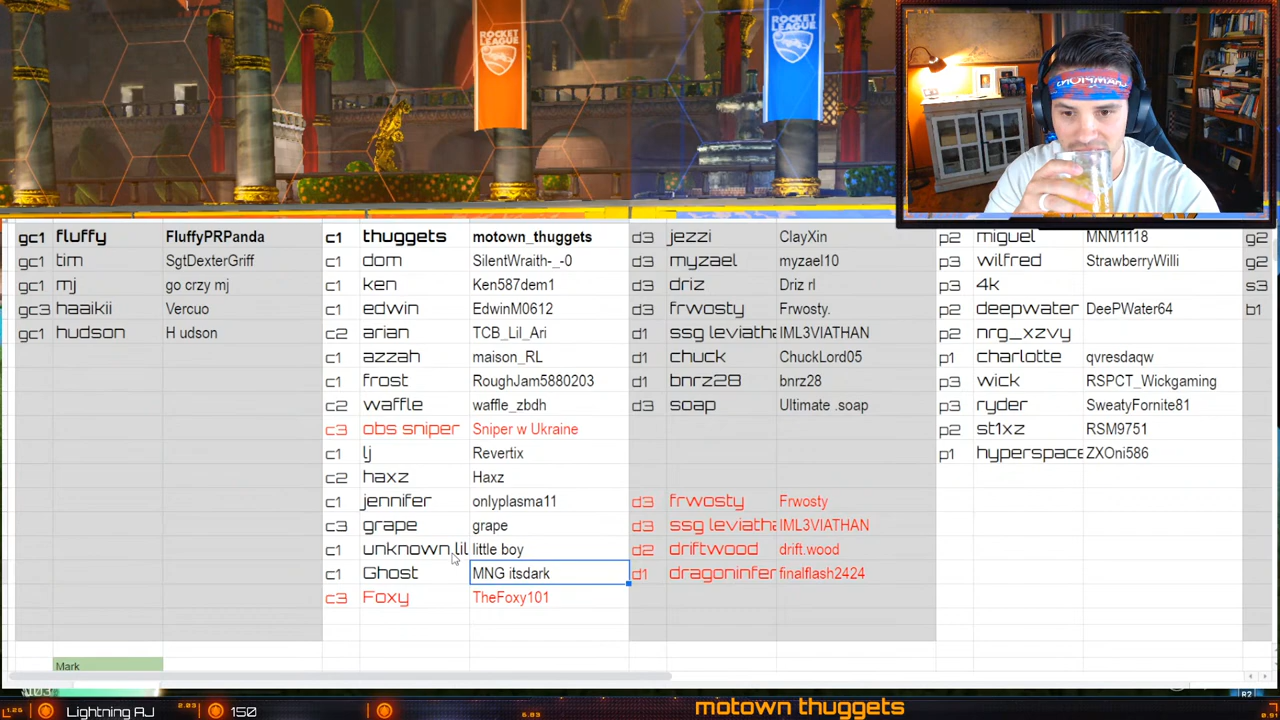 ROCKET LEAGUE
ROCKET LEAGUE
gc1 fluffy FluffyPRPanda c1 thuggets motown_thuggets d3 jezzi ClayXin p2 miguel MNM1118 g2
gc1 tim SgtDexterGriff c1 dom SilentWraith-_-0 d3 myzael myzael10 p3 wilfred StrawberryWilli g2
gc1 mj go crzy mj c1 ken Ken587dem1 d3 driz Driz rl p3 4k s3
gc3 haaikii Vercuo c1 edwin EdwinM0612 d3 frwosty Frwosty. p2 deepwater DeePWater64 b1
gc1 hudson H udson c2 arian TCB_Lil_Ari d1 ssg leviatha IML3VIATHAN p2 nrg_xzvy
c1 azzah maison_RL d1 chuck ChuckLord05 p1 charlotte qvresdaqw
c1 frost RoughJam5880203 d1 bnrz28 bnrz28 p3 wick RSPCT_Wickgaming
c2 waffle waffle_zbdh d3 soap Ultimate .soap p3 ryder SweatyFornite81
c3 obs sniper Sniper w Ukraine p2 st1xz RSM9751
c1 lj Revertix p1 hyperspace ZXOni586
c2 haxz Haxz
c1 jennifer onlyplasma11 d3 frwosty Frwosty
c3 grape grape d3 ssg leviatha IML3VIATHAN
c1 unknown.lil little boy d2 driftwood drift.wood
c1 Ghost MNG itsdark d1 dragoninfer finalflash2424
c3 Foxy TheFoxy101
Mark
R2
1.25 Lightning AJ 2.03 150 6.83 motown thuggets